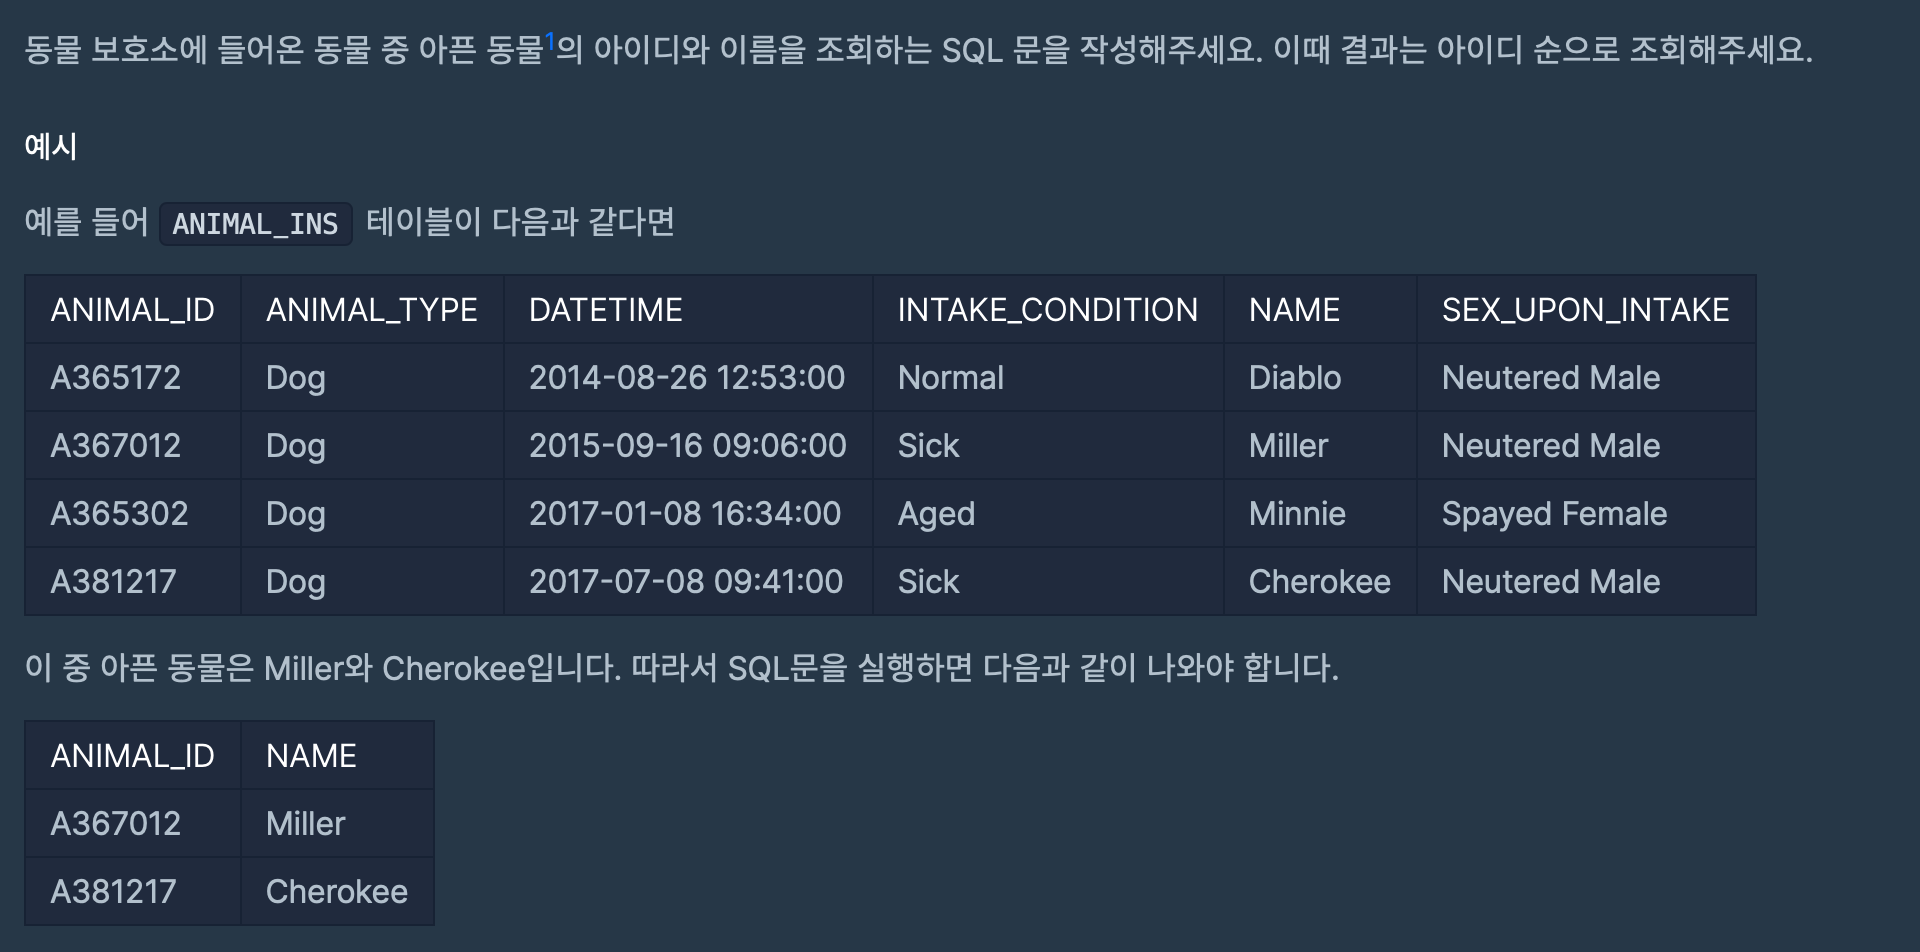 동물 보호소에 들어온 동물 중 아픈 동물1의 아이디와 이름을 조회하는 SQL 문을 작성해주세요. 이때 결과는 아이디 순으로 조회해주세요.
예시
예를 들어 ANIMAL_INS 테이블이 다음과 같다면
ANIMAL_ID ANIMAL_TYPE DATETIME INTAKE_CONDITION NAME SEX_UPON_INTAKE
A365172 Dog 2014-08-26 12:53:00 Normal Diablo Neutered Male
A367012 Dog 2015-09-16 09:06:00 Sick Miller Neutered Male
A365302 Dog 2017-01-08 16:34:00 Aged Minnie Spayed Female
A381217 Dog 2017-07-08 09:41:00 Sick Cherokee Neutered Male
이 중 아픈 동물은 Miller와 Cherokee입니다. 따라서 SQL문을 실행하면 다음과 같이 나와야 합니다.
ANIMAL_ID NAME
A367012 Miller
A381217 Cherokee